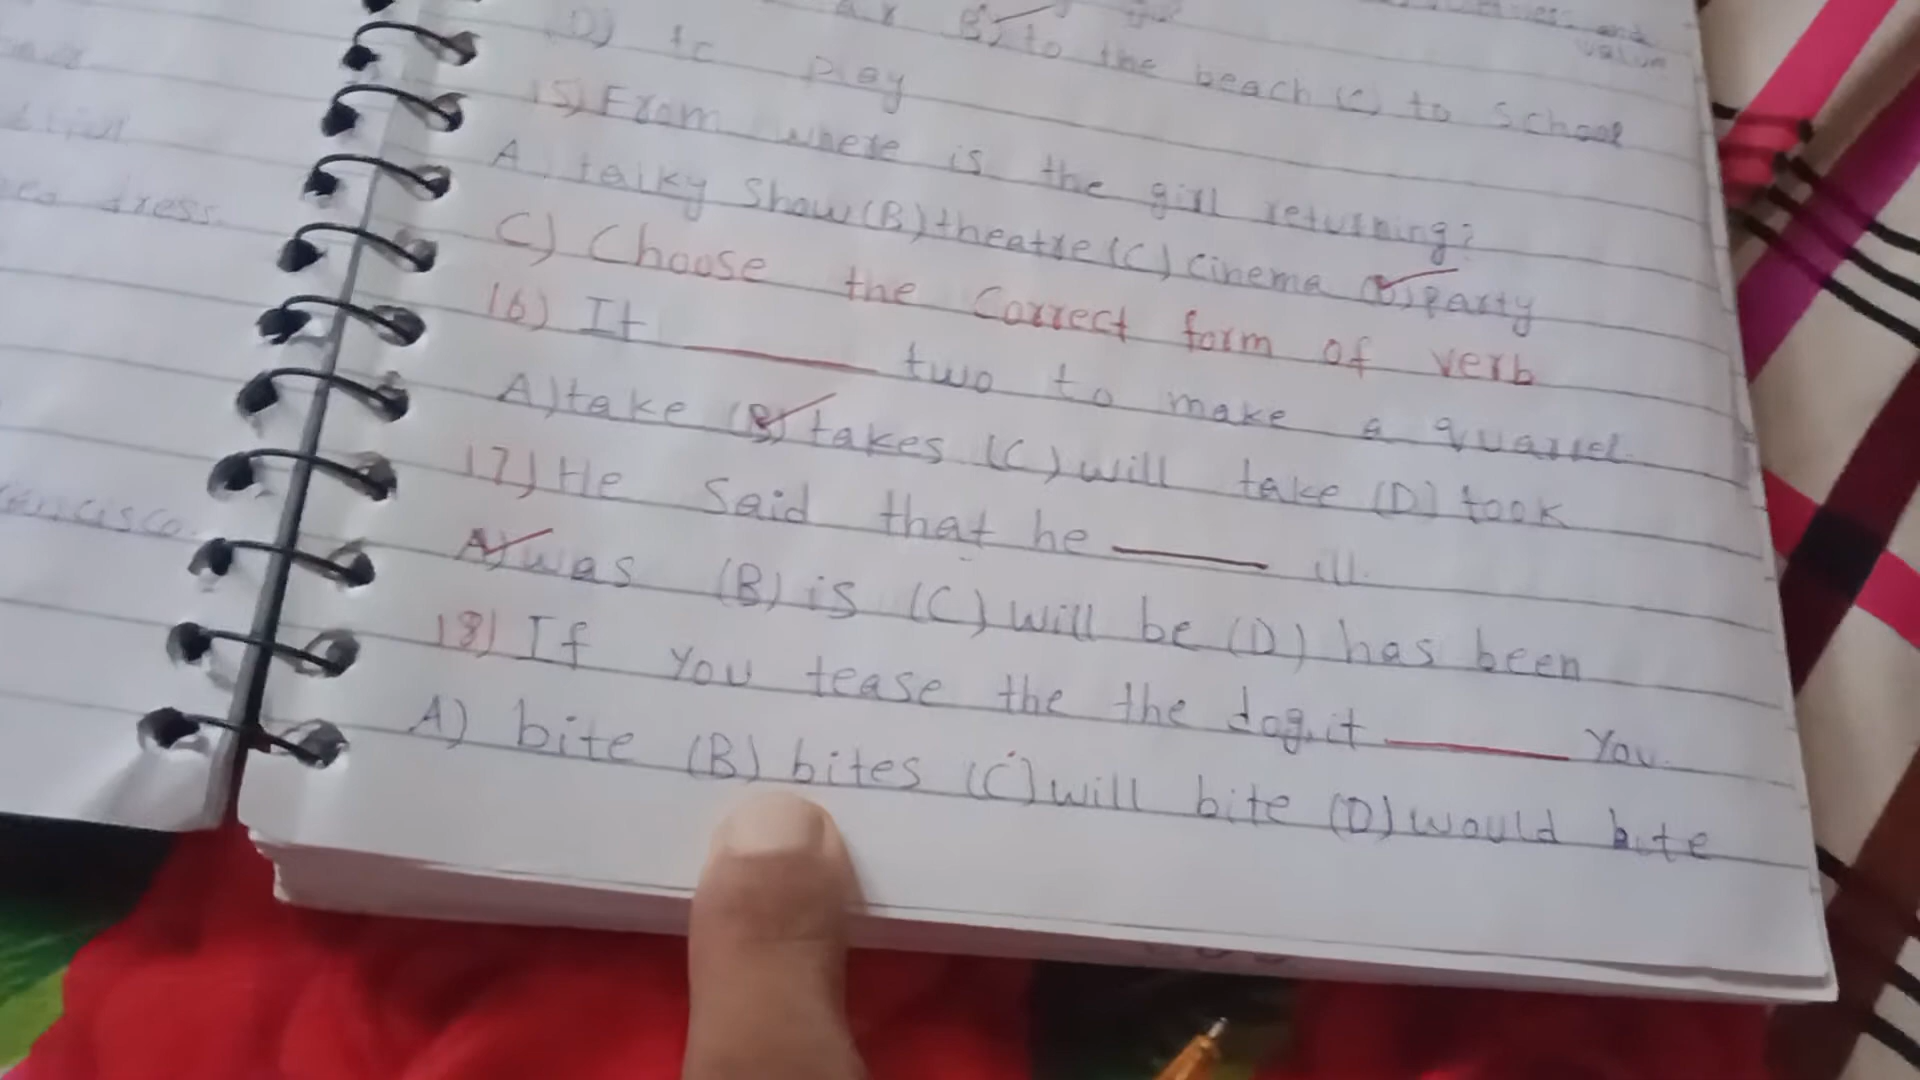 B) to the beach (C) to School
D) to play
15) From where is the girl returning?
A talky Show (B) theatre (C) cinema (D) Party
C) Choose the Correct form of verb
16) It ______ two to make a quarrel.
A) take (B) takes (C) will take (D) took
17) He Said that he ______ ill.
A) was (B) is (C) will be (D) has been
18) If You tease the the dog, it ______ You.
A) bite (B) bites (C) will bite (D) would bite
dress